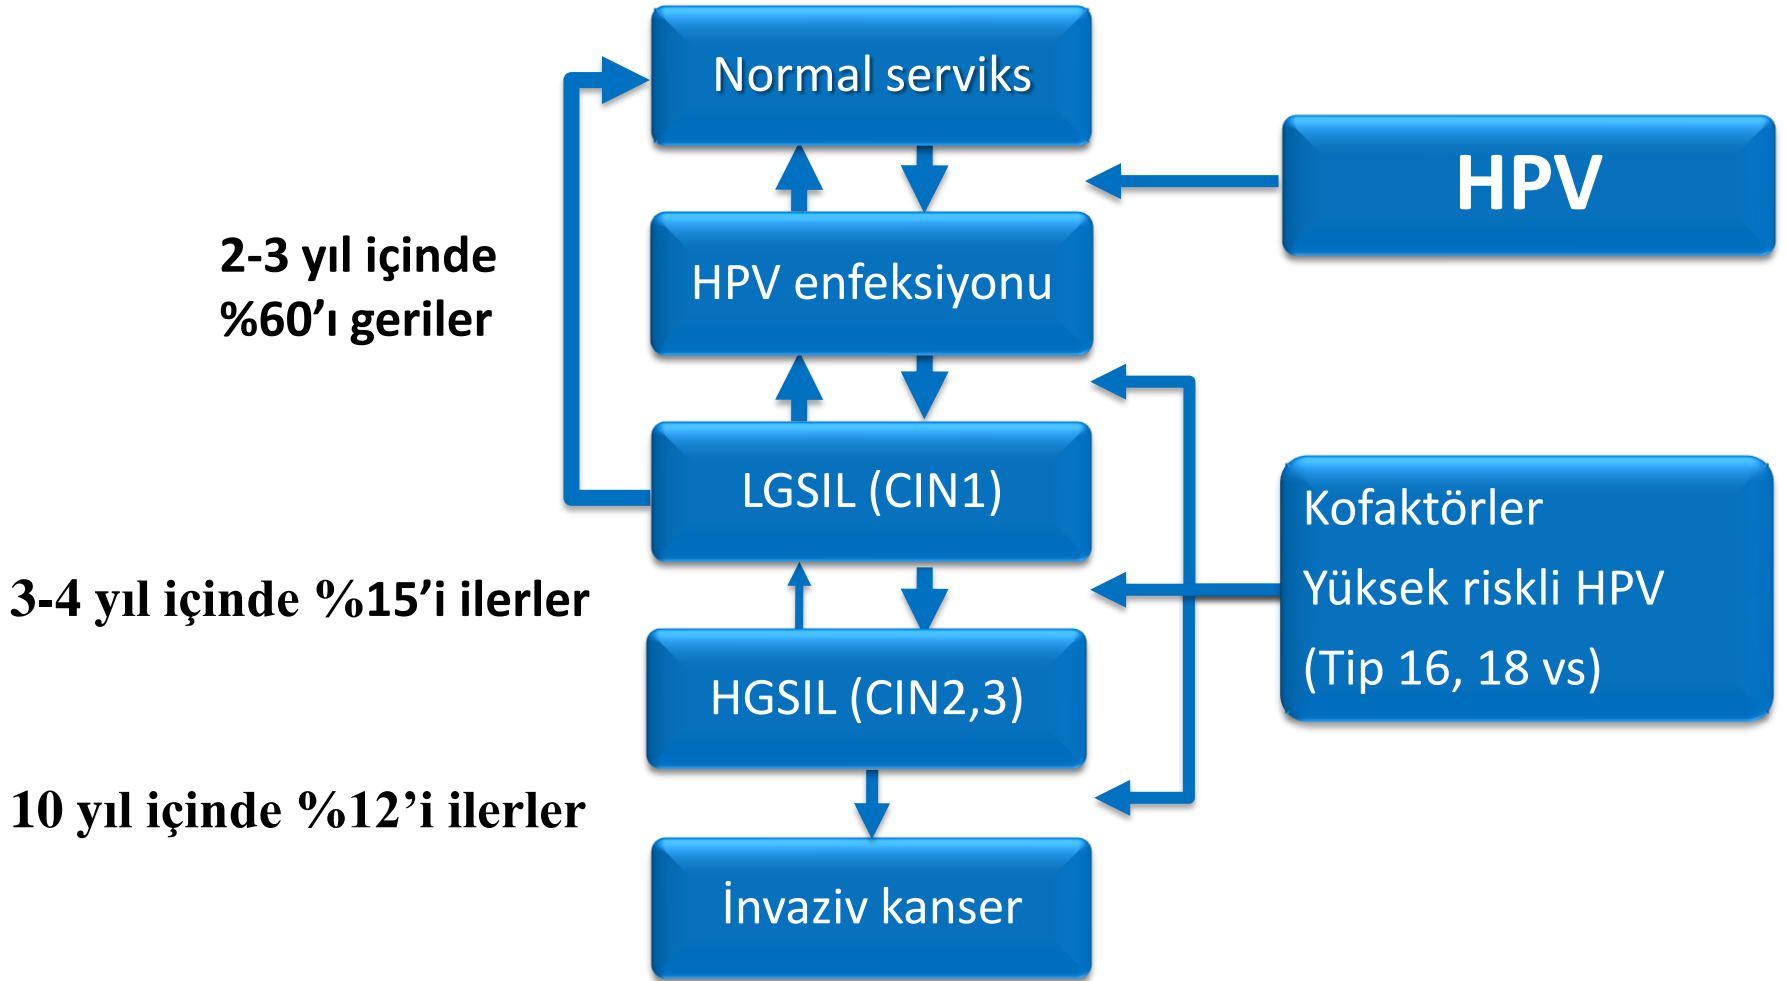 Normal serviks
HPV
2-3 yıl içinde
%60’ı geriler
HPV enfeksiyonu
LGSIL (CIN1)
Kofaktörler
Yüksek riskli HPV
(Tip 16, 18 vs)
3-4 yıl içinde %15’i ilerler
HGSIL (CIN2,3)
10 yıl içinde %12’i ilerler
İnvaziv kanser